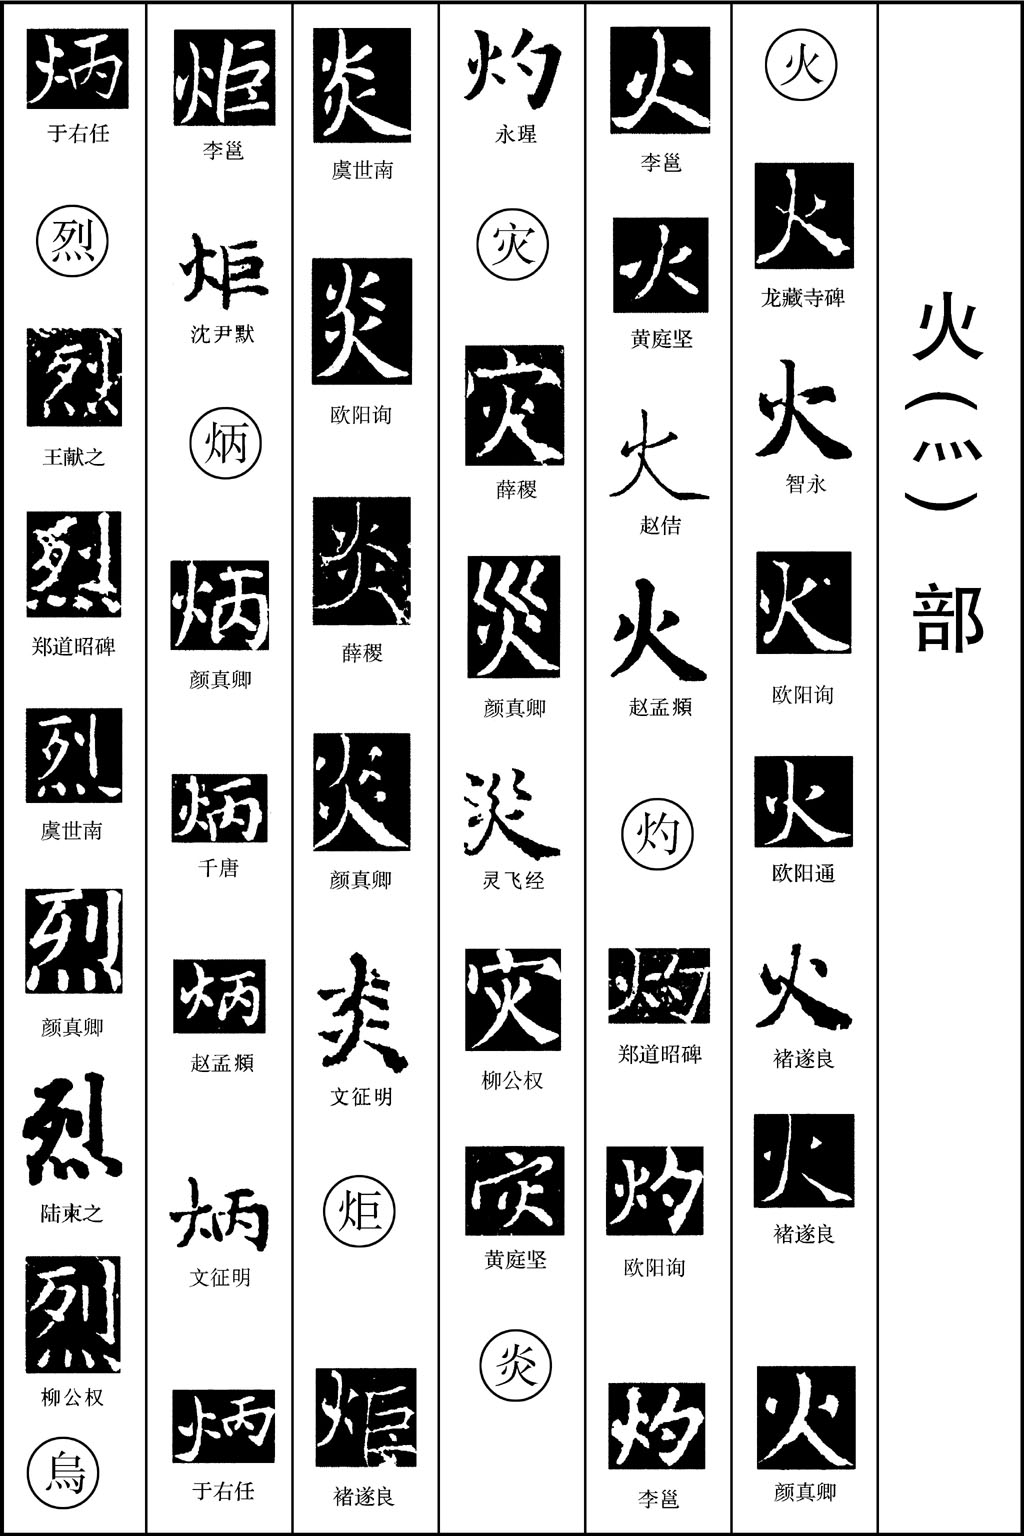 火(灬)部
火
火
龙藏寺碑
火
智永
火
欧阳询
火
欧阳通
火
褚遂良
火
褚遂良
火
颜真卿
火
李邕
火
黄庭坚
火
赵佶
火
赵孟頫
灼
灼
郑道昭碑
灼
欧阳询
灼
李邕
灼
永瑆
灾
灾
薛稷
災
颜真卿
災
灵飞经
灾
柳公权
灾
黄庭坚
炎
炎
虞世南
炎
欧阳询
炎
薛稷
炎
颜真卿
炎
文征明
炬
炬
褚遂良
炬
李邕
炬
沈尹默
炳
炳
颜真卿
炳
千唐
炳
赵孟頫
炳
文征明
炳
于右任
炳
于右任
烈
烈
王献之
烈
郑道昭碑
烈
虞世南
烈
颜真卿
烈
陆柬之
烈
柳公权
烏